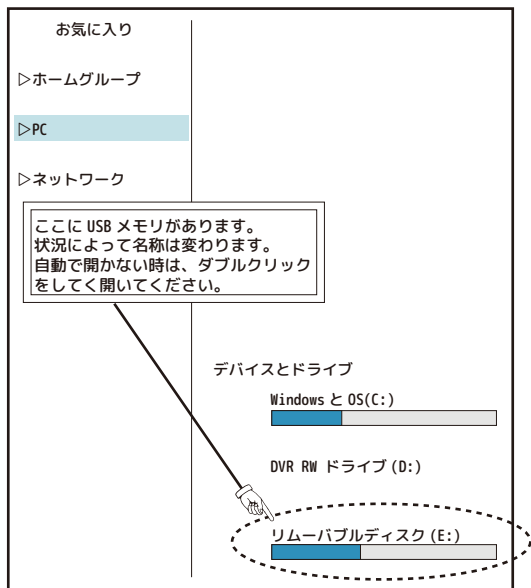 お気に入り
▷ホームグループ
▷PC
▷ネットワーク
ここに USB メモリがあります。
状況によって名称は変わります。
自動で開かない時は、ダブルクリック
をしてく開いてください。
デバイスとドライブ
Windows と OS(C:)
DVR RW ドライブ(D:)
リムーバブルディスク(E:)